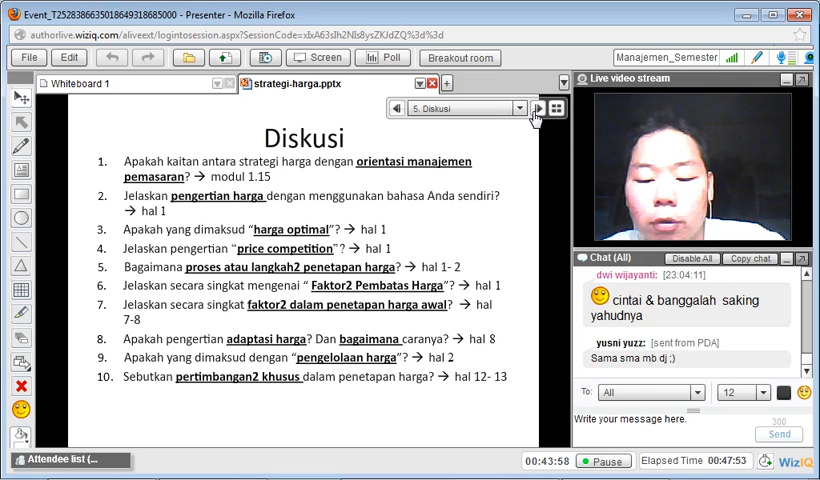 Event_T2528386635018649318685000 - Presenter - Mozilla Firefox
authorlive.wiziq.com/aliveext/logintosession.aspx?SessionCode=xIxA63sIh2NIs8ysZKJdZQ%3d%3d
File Edit Screen Poll Breakout room Manajemen_Semester
Whiteboard 1 strategi-harga.pptx
5. Diskusi
Diskusi
1. Apakah kaitan antara strategi harga dengan orientasi manajemen
pemasaran? → modul 1.15
2. Jelaskan pengertian harga dengan menggunakan bahasa Anda sendiri?
→ hal 1
3. Apakah yang dimaksud “harga optimal”? → hal 1
4. Jelaskan pengertian “price competition”? → hal 1
5. Bagaimana proses atau langkah2 penetapan harga? → hal 1- 2
6. Jelaskan secara singkat mengenai “ Faktor2 Pembatas Harga”? → hal 1
7. Jelaskan secara singkat faktor2 dalam penetapan harga awal? → hal
7-8
8. Apakah pengertian adaptasi harga? Dan bagaimana caranya? → hal 8
9. Apakah yang dimaksud dengan “pengelolaan harga”? → hal 2
10. Sebutkan pertimbangan2 khusus dalam penetapan harga? → hal 12- 13
Live video stream
Chat (All) Disable All Copy chat
dwi wijayanti: [23:04:11]
cintai & banggalah saking
yahudnya
yusni yuzz: [sent from PDA]
Sama sma mb dj ;)
To: All 12
Write your message here.
300
Send
Attendee list (...
00:43:58 Pause Elapsed Time 00:47:53 WizIQ